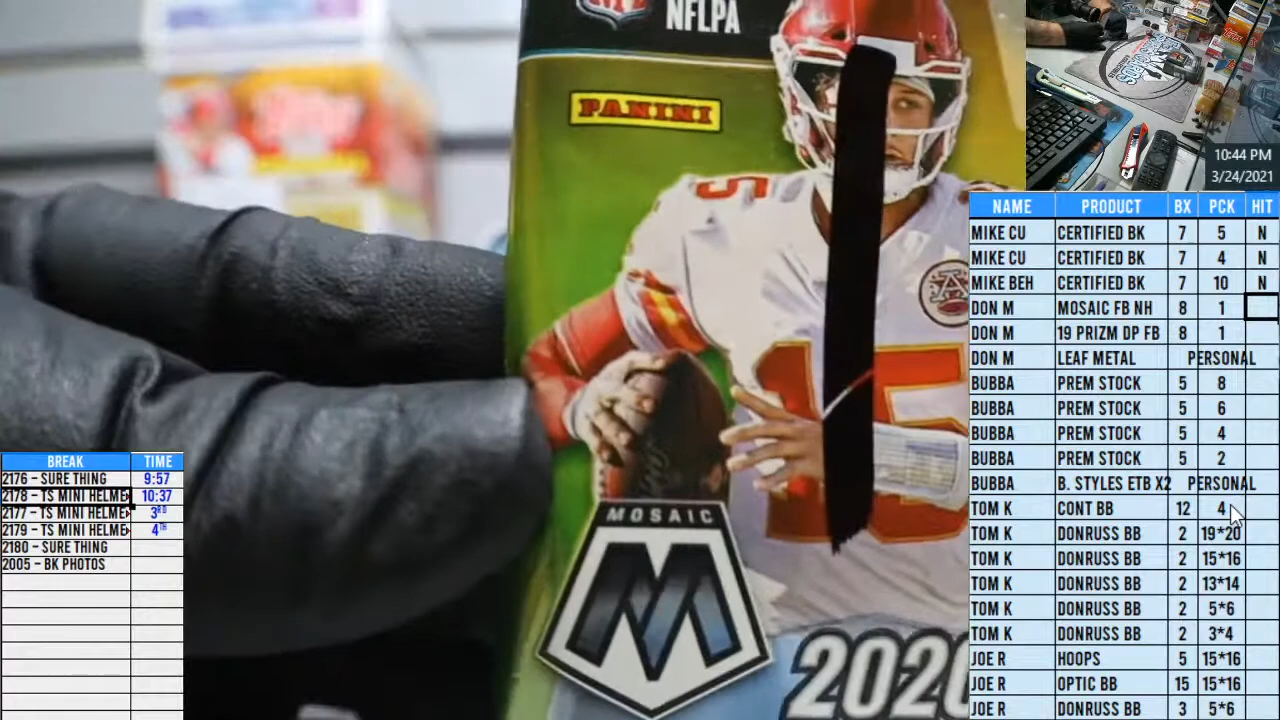 NFLPA
PANINI
15
15
MOSAIC
M
2020
10:44 PM
3/24/2021
NAME PRODUCT BX PCK HIT
MIKE CU CERTIFIED BK 7 5 N
MIKE CU CERTIFIED BK 7 4 N
MIKE BEH CERTIFIED BK 7 10 N
DON M MOSAIC FB NH 8 1
DON M 19 PRIZM DP FB 8 1
DON M LEAF METAL PERSONAL
BUBBA PREM STOCK 5 8
BUBBA PREM STOCK 5 6
BUBBA PREM STOCK 5 4
BUBBA PREM STOCK 5 2
BUBBA B. STYLES ETB X2 PERSONAL
TOM K CONT BB 12 4
TOM K DONRUSS BB 2 19*20
TOM K DONRUSS BB 2 15*16
TOM K DONRUSS BB 2 13*14
TOM K DONRUSS BB 2 5*6
TOM K DONRUSS BB 2 3*4
JOE R HOOPS 5 15*16
JOE R OPTIC BB 15 15*16
JOE R DONRUSS BB 3 5*6
BREAK TIME
2176 - SURE THING 9:57
2178 - TS MINI HELME 10:37
2177 - TS MINI HELME 3RD
2179 - TS MINI HELME 4TH
2180 - SURE THING
2005 - BK PHOTOS